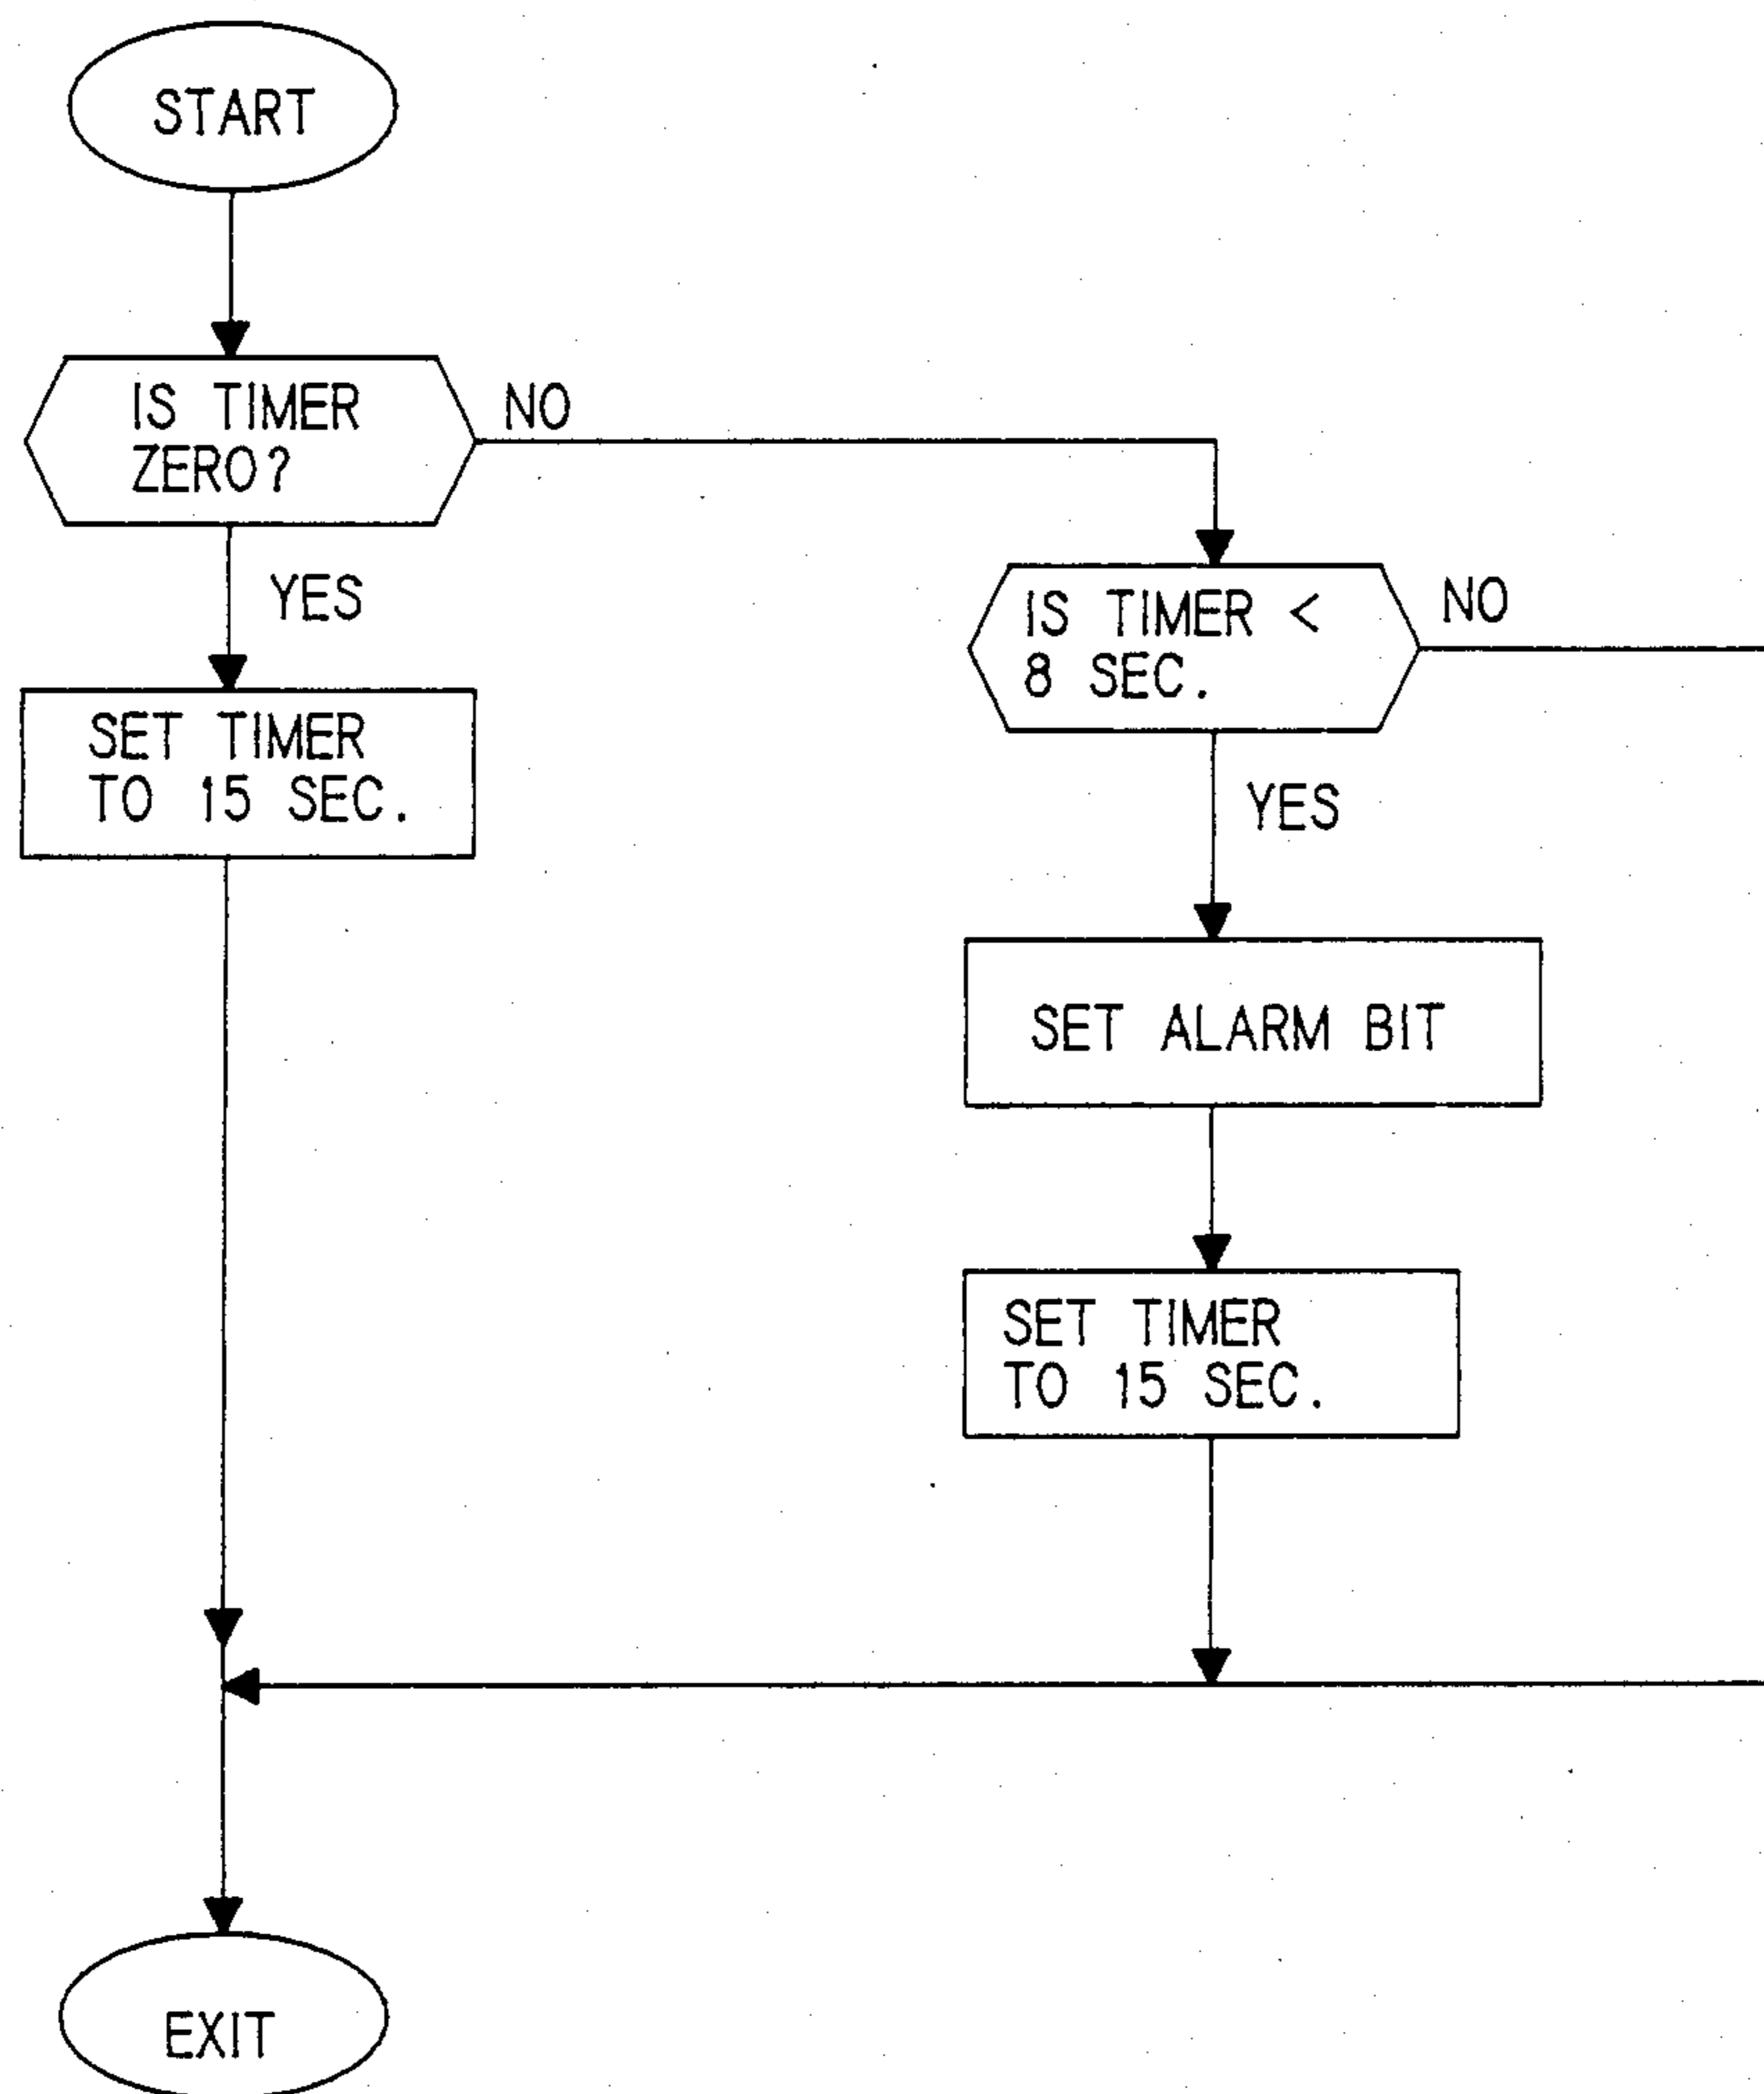 START
IS TIMER
ZERO?
NO
YES
SET TIMER
TO 15 SEC.
IS TIMER <
8 SEC.
NO
YES
SET ALARM BIT
SET TIMER
TO 15 SEC.
EXIT